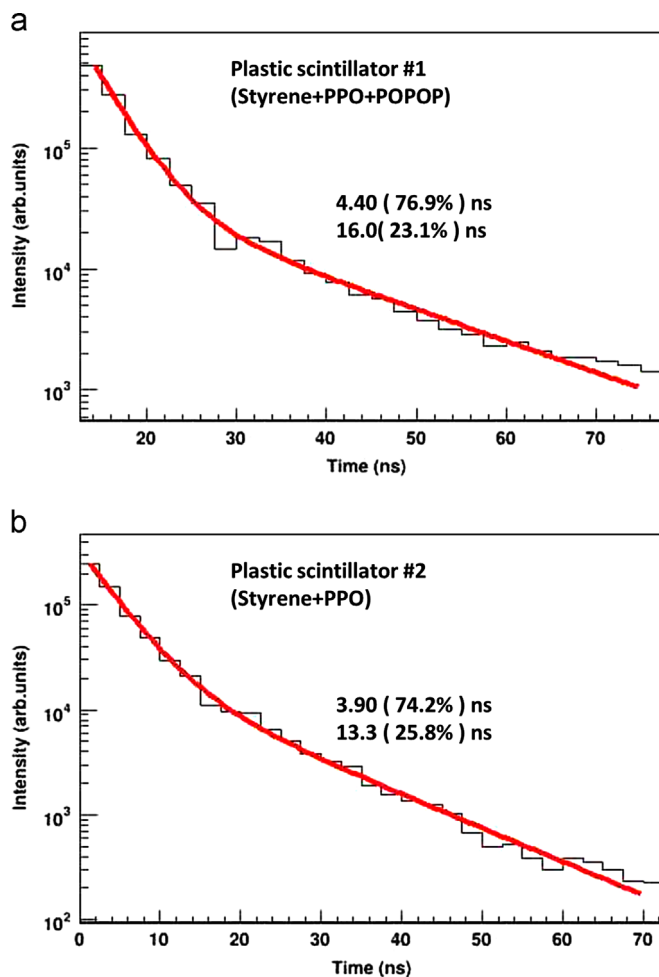 a
Plastic scintillator #1
(Styrene+PPO+POPOP)
4.40 ( 76.9% ) ns
16.0( 23.1% ) ns
Intensity (arb.units)
10^5
10^4
10^3
20 30 40 50 60 70
Time (ns)
b
Plastic scintillator #2
(Styrene+PPO)
3.90 ( 74.2% ) ns
13.3 ( 25.8% ) ns
Intensity (arb.units)
10^5
10^4
10^3
10^2
0 10 20 30 40 50 60 70
Time (ns)